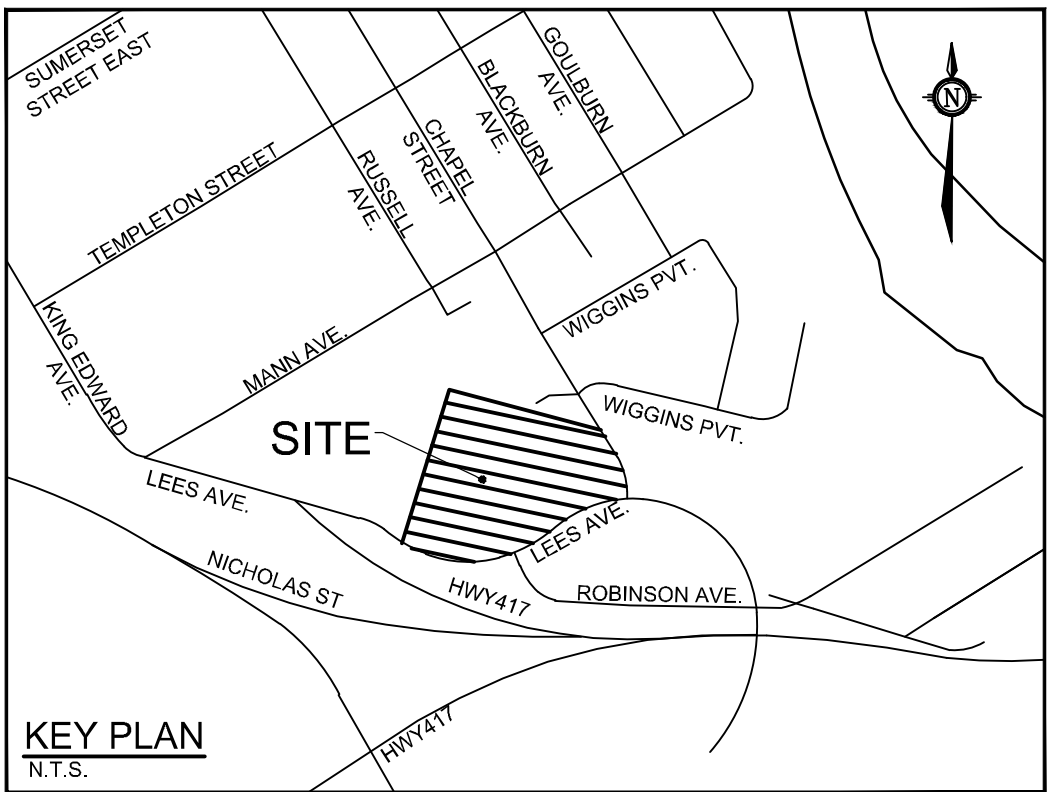 SUMERSET
STREET EAST
TEMPLETON STREET
RUSSELL
AVE.
CHAPEL
STREET
BLACKBURN
AVE.
GOULBURN
AVE.
N
KING EDWARD
AVE.
MANN AVE.
WIGGINS PVT.
WIGGINS PVT.
SITE
LEES AVE.
LEES AVE.
NICHOLAS ST
HWY417
ROBINSON AVE.
HWY417
KEY PLAN
N.T.S.